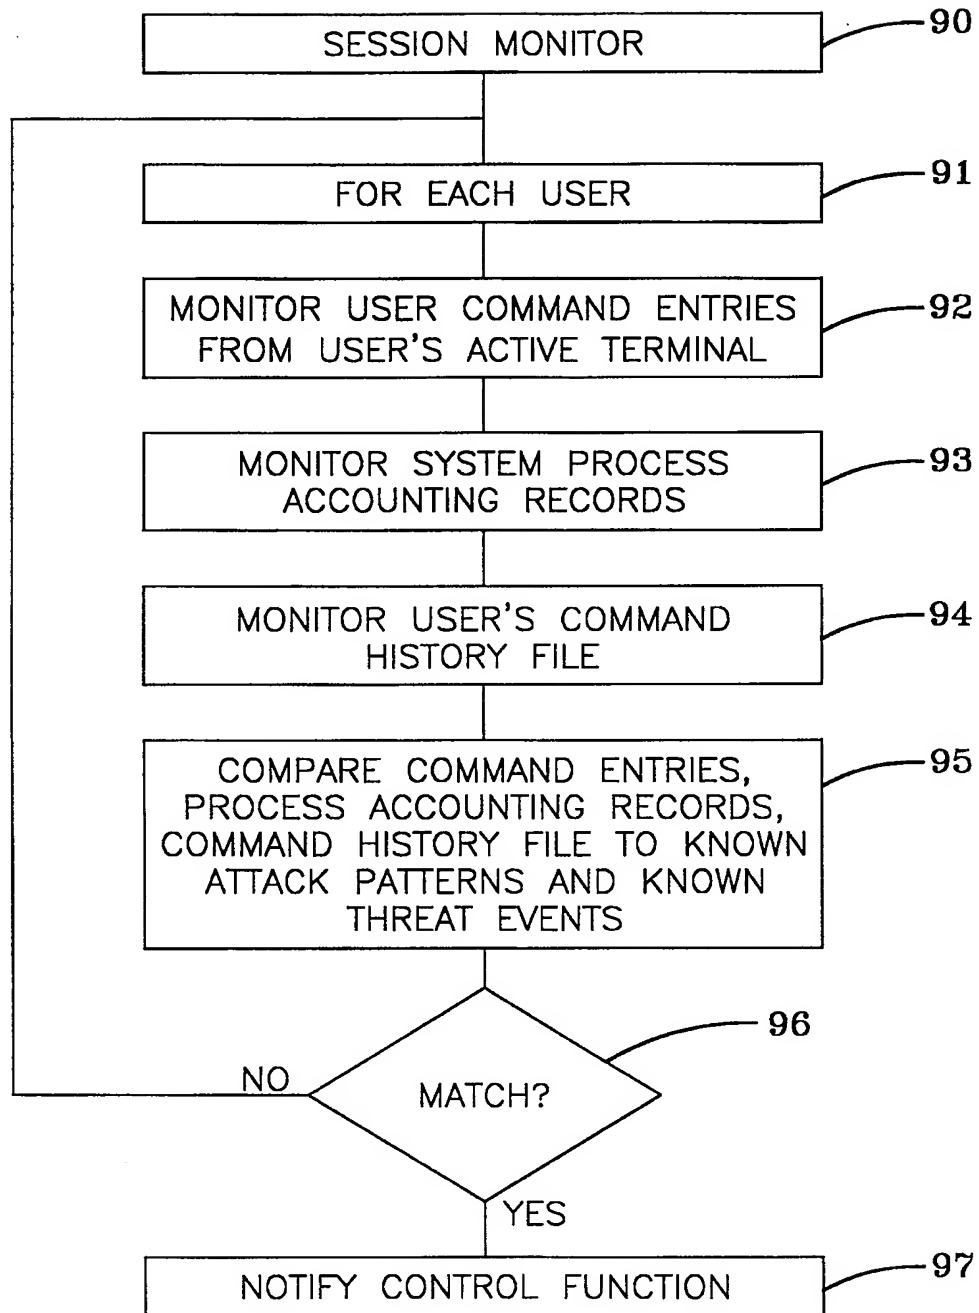 SESSION MONITOR
90
FOR EACH USER
91
MONITOR USER COMMAND ENTRIES
FROM USER'S ACTIVE TERMINAL
92
MONITOR SYSTEM PROCESS
ACCOUNTING RECORDS
93
MONITOR USER'S COMMAND
HISTORY FILE
94
COMPARE COMMAND ENTRIES,
PROCESS ACCOUNTING RECORDS,
COMMAND HISTORY FILE TO KNOWN
ATTACK PATTERNS AND KNOWN
THREAT EVENTS
95
MATCH?
96
NO
YES
NOTIFY CONTROL FUNCTION
97